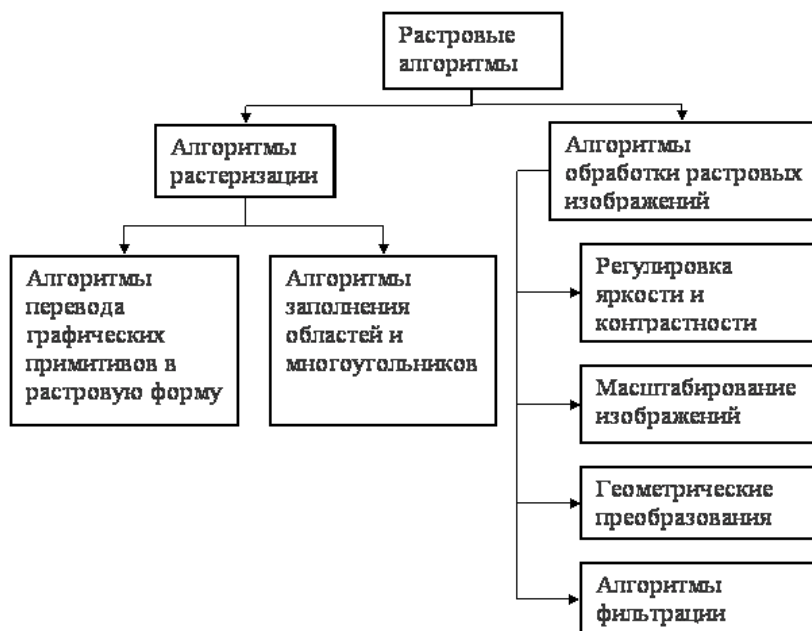 Растровые
алгоритмы
Алгоритмы
растеризации
Алгоритмы
обработки растровых
изображений
Алгоритмы
перевода
графических
примитивов в
растровую форму
Алгоритмы
заполнения
областей и
многоугольников
Регулировка
яркости и
контрастности
Масштабирование
изображений
Геометрические
преобразования
Алгоритмы
фильтрации